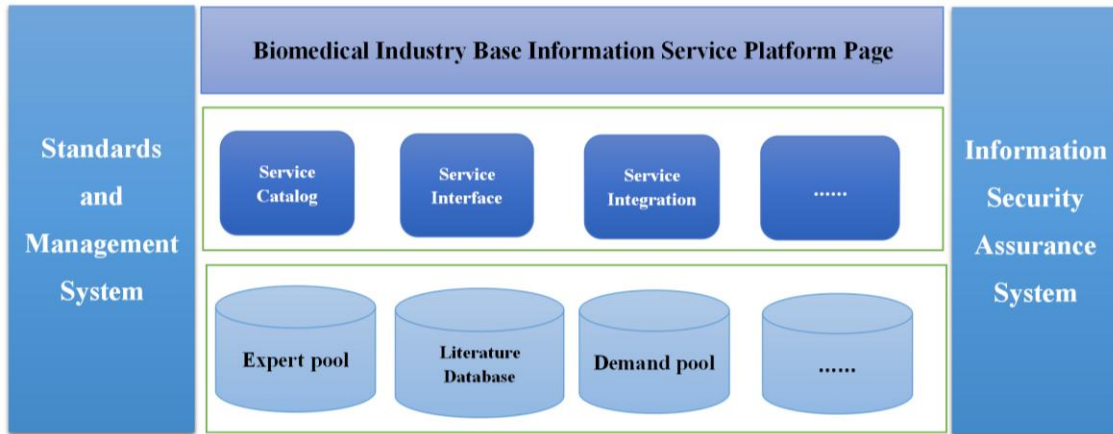 Biomedical Industry Base Information Service Platform Page
Standards
and
Management
System
Service
Catalog
Service
Interface
Service
Integration
......
Expert pool
Literature
Database
Demand pool
......
Information
Security
Assurance
System